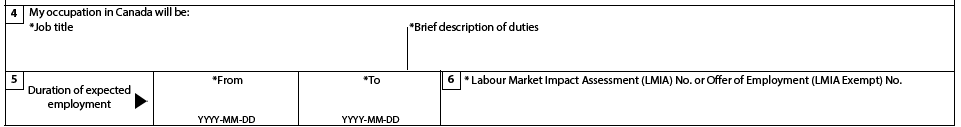 4 My occupation in Canada will be:
*Job title *Brief description of duties
5 Duration of expected employment *From *To 6 * Labour Market Impact Assessment (LMIA) No. or Offer of Employment (LMIA Exempt) No.
YYYY-MM-DD YYYY-MM-DD